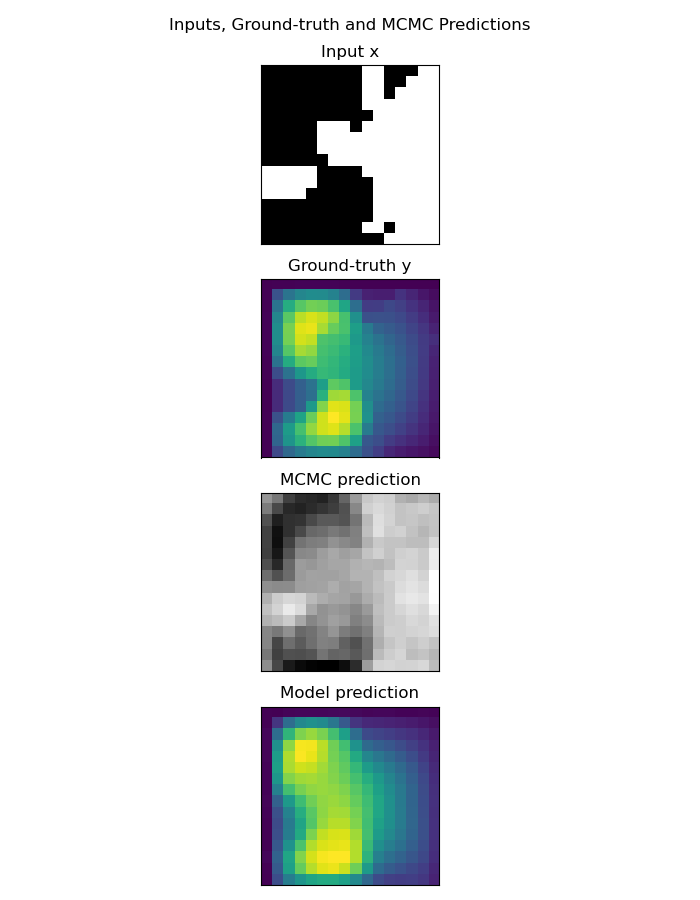 Inputs, Ground-truth and MCMC Predictions
Input x
Ground-truth y
MCMC prediction
Model prediction